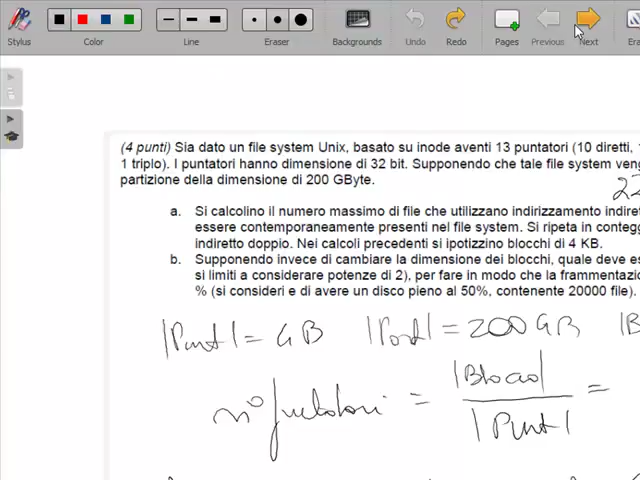 Stylus Color Line Eraser Backgrounds Undo Redo Pages Previous Next Era
(4 punti) Sia dato un file system Unix, basato su inode aventi 13 puntatori (10 diretti, 1
1 triplo). I puntatori hanno dimensione di 32 bit. Supponendo che tale file system veng
partizione della dimensione di 200 GByte.
22
a. Si calcolino il numero massimo di file che utilizzano indirizzamento indiret
essere contemporaneamente presenti nel file system. Si ripeta in conteg
indiretto doppio. Nei calcoli precedenti si ipotizzino blocchi di 4 KB.
b. Supponendo invece di cambiare la dimensione dei blocchi, quale deve es
si limiti a considerare potenze di 2), per fare in modo che la frammentazi
% (si consideri e di avere un disco pieno al 50%, contenente 20000 file).
|Punt| = 4B |Part| = 200 GB |B
n° puntatori = |Blocco| =
|Punt|